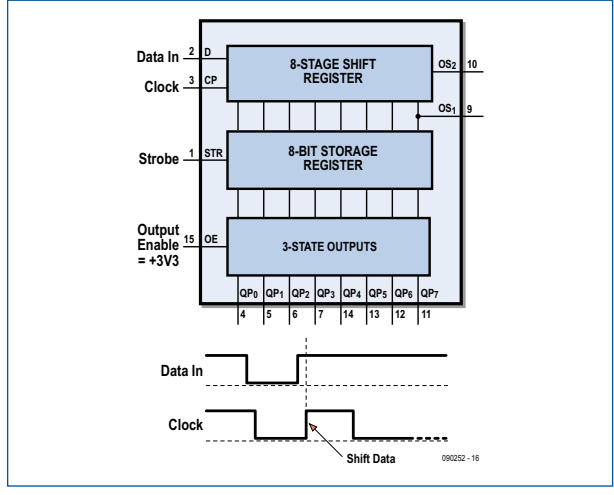 Data In 2 D
8-STAGE SHIFT
REGISTER
OS2 10
Clock 3 CP
OS1 9
Strobe 1 STR
8-BIT STORAGE
REGISTER
Output
Enable
= +3V3
15 OE
3-STATE OUTPUTS
QP0 QP1 QP2 QP3 QP4 QP5 QP6 QP7
4 5 6 7 14 13 12 11
Data In
Clock
Shift Data
090252 - 16